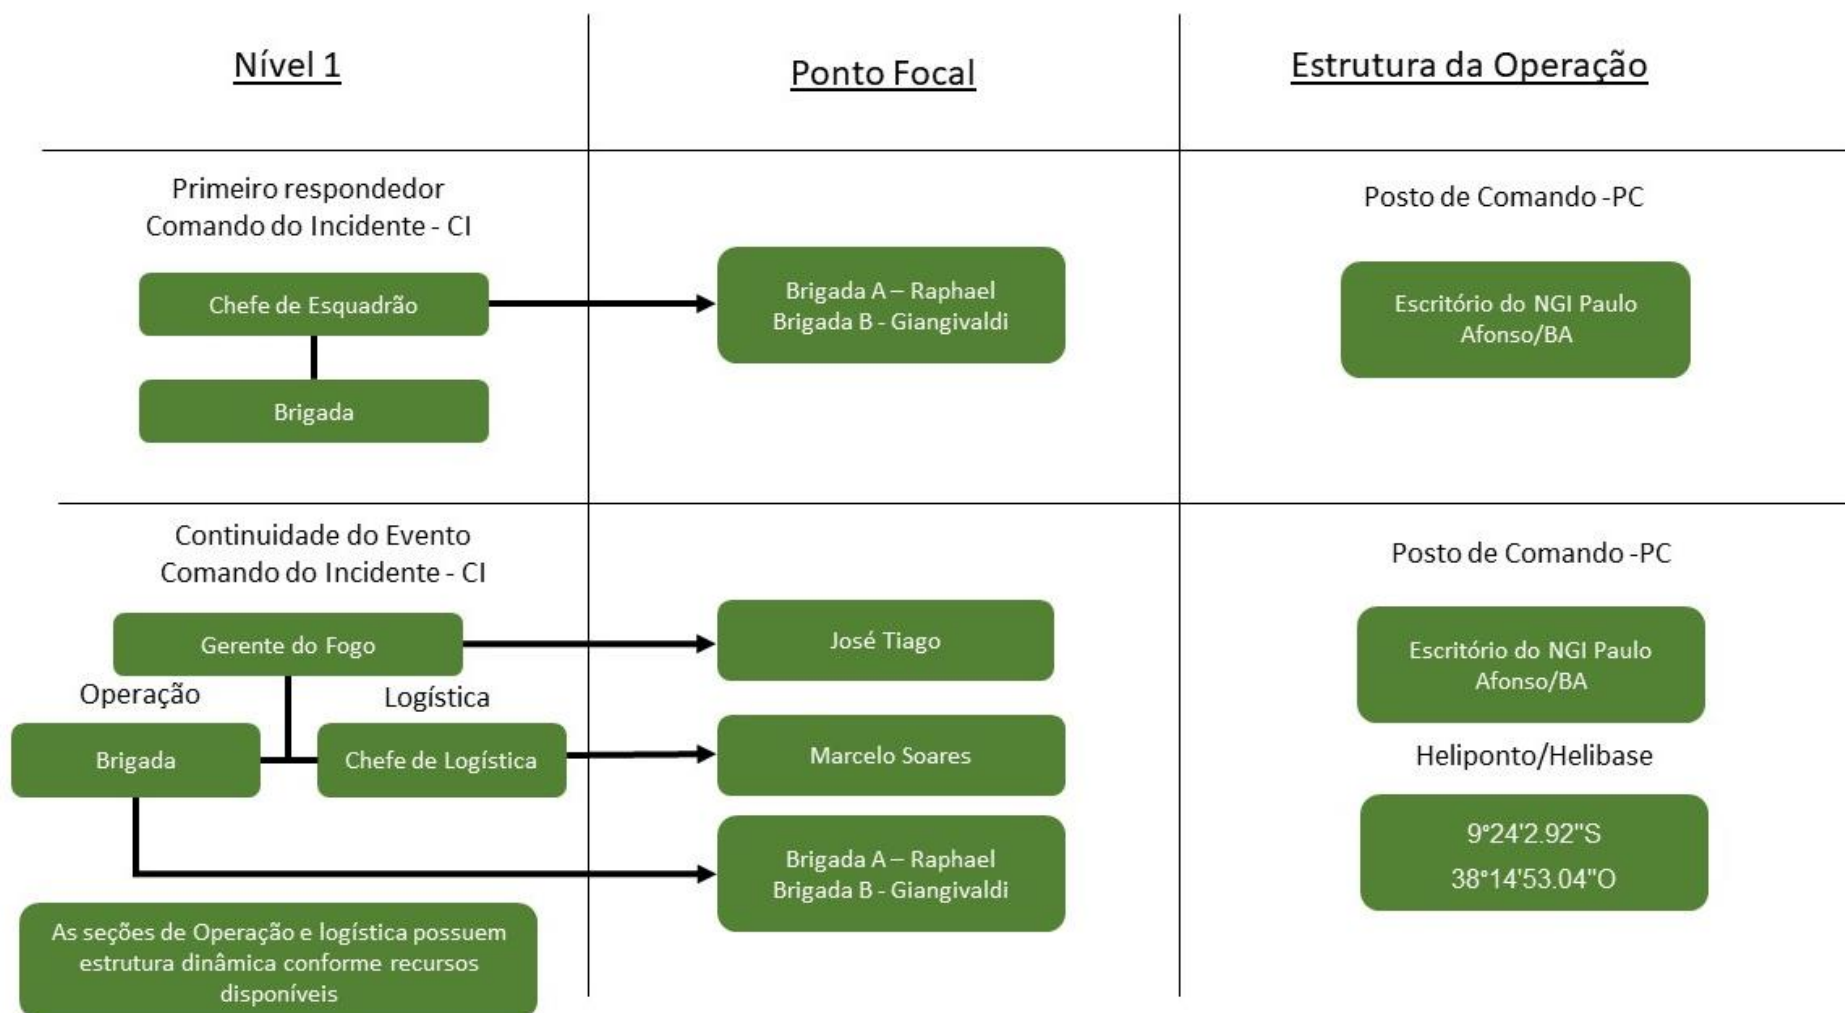 Nível 1
Ponto Focal
Estrutura da Operação
Primeiro respondedor
Comando do Incidente - CI
Chefe de Esquadrão
Brigada
Brigada A – Raphael
Brigada B - Giangivaldi
Posto de Comando -PC
Escritório do NGI Paulo
Afonso/BA
Continuidade do Evento
Comando do Incidente - CI
Gerente do Fogo
Operação
Logística
Brigada
Chefe de Logística
As seções de Operação e logística possuem
estrutura dinâmica conforme recursos
disponíveis
José Tiago
Marcelo Soares
Brigada A – Raphael
Brigada B - Giangivaldi
Posto de Comando -PC
Escritório do NGI Paulo
Afonso/BA
Heliponto/Helibase
9°24'2.92"S
38°14'53.04"O